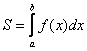 S = ∫_a^b f(x)dx